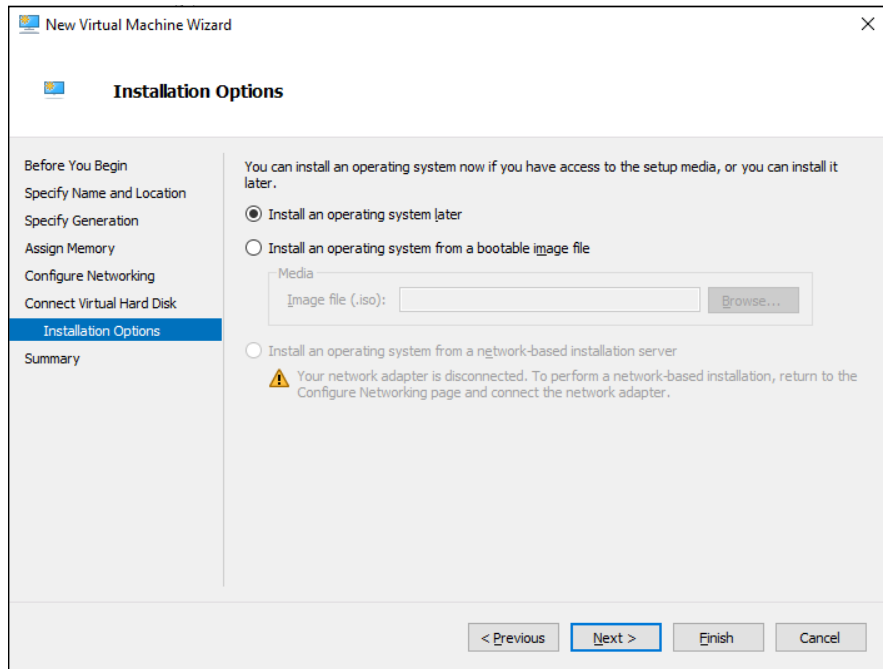 New Virtual Machine Wizard
Installation Options
Before You Begin
Specify Name and Location
Specify Generation
Assign Memory
Configure Networking
Connect Virtual Hard Disk
Installation Options
Summary
You can install an operating system now if you have access to the setup media, or you can install it
later.
Install an operating system later
Install an operating system from a bootable image file
Media
Image file (.iso):
Browse...
Install an operating system from a network-based installation server
Your network adapter is disconnected. To perform a network-based installation, return to the
Configure Networking page and connect the network adapter.
< Previous
Next >
Finish
Cancel